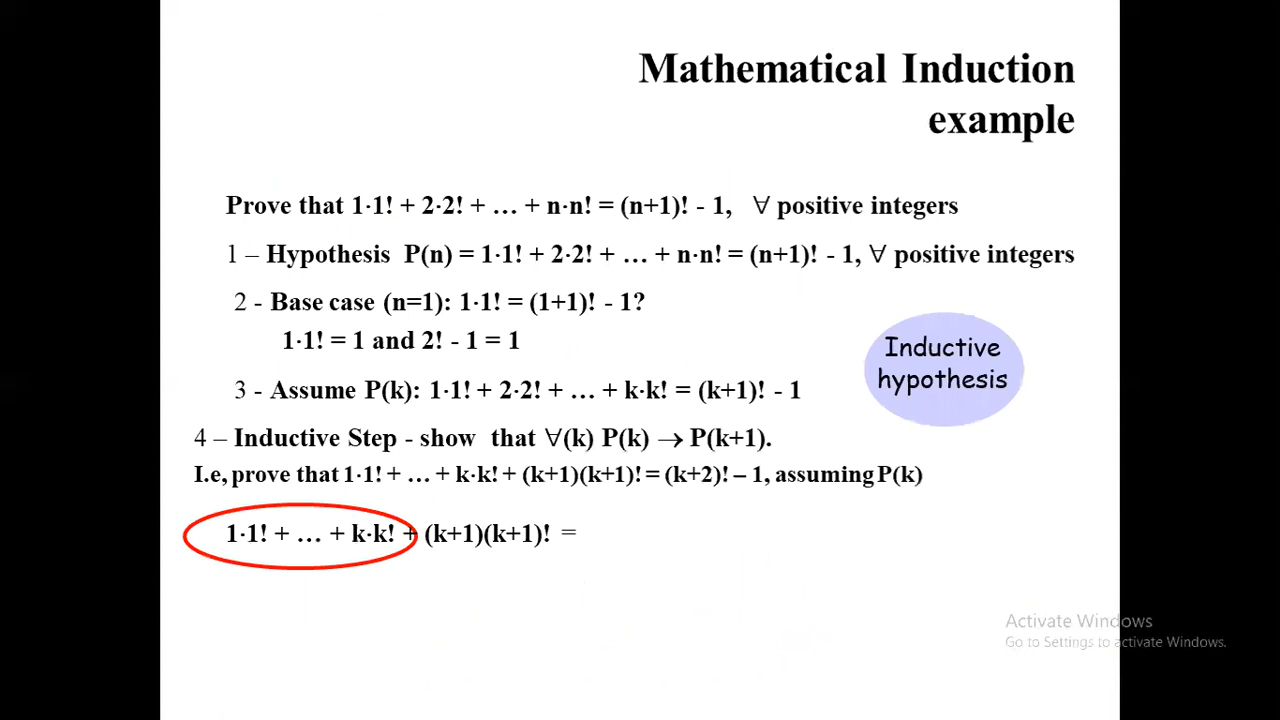 Mathematical Induction
example
Prove that 1·1! + 2·2! + … + n·n! = (n+1)! - 1, ∀ positive integers
1 – Hypothesis P(n) = 1·1! + 2·2! + … + n·n! = (n+1)! - 1, ∀ positive integers
2 - Base case (n=1): 1·1! = (1+1)! - 1?
1·1! = 1 and 2! - 1 = 1
Inductive
hypothesis
3 - Assume P(k): 1·1! + 2·2! + … + k·k! = (k+1)! - 1
4 – Inductive Step - show that ∀(k) P(k) → P(k+1).
I.e, prove that 1·1! + … + k·k! + (k+1)(k+1)! = (k+2)! – 1, assuming P(k)
1·1! + … + k·k! + (k+1)(k+1)! =
Activate Windows
Go to Settings to activate Windows.